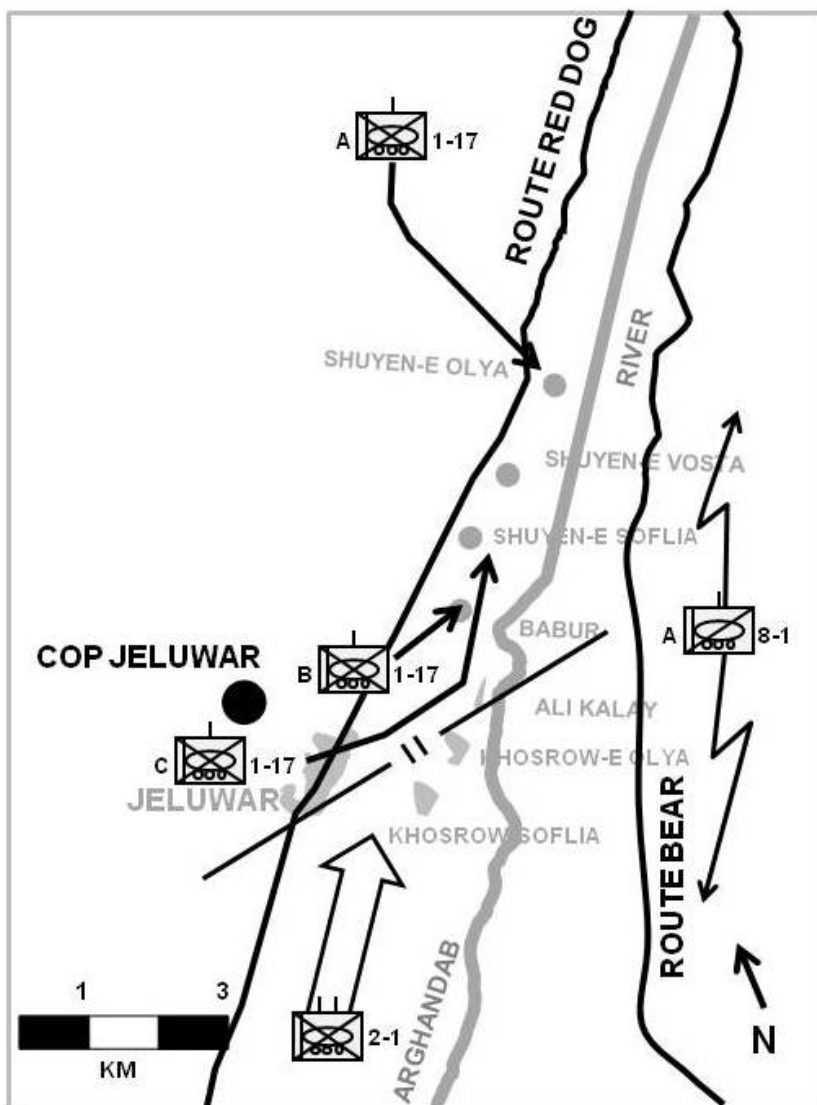 ROUTE RED DOG
A 1-17
RIVER
SHUYEN-E OLYA
SHUYEN-E VOSTA
SHUYEN-E SOFLIA
BABUR
A 8-1
COP JELUWAR
B 1-17
ALI KALAY
C 1-17
KHOSROW-E OLYA
JELUWAR
KHOSROW SOFLIA
ROUTE BEAR
ARGHANDAB
1 3
KM
2-1
N